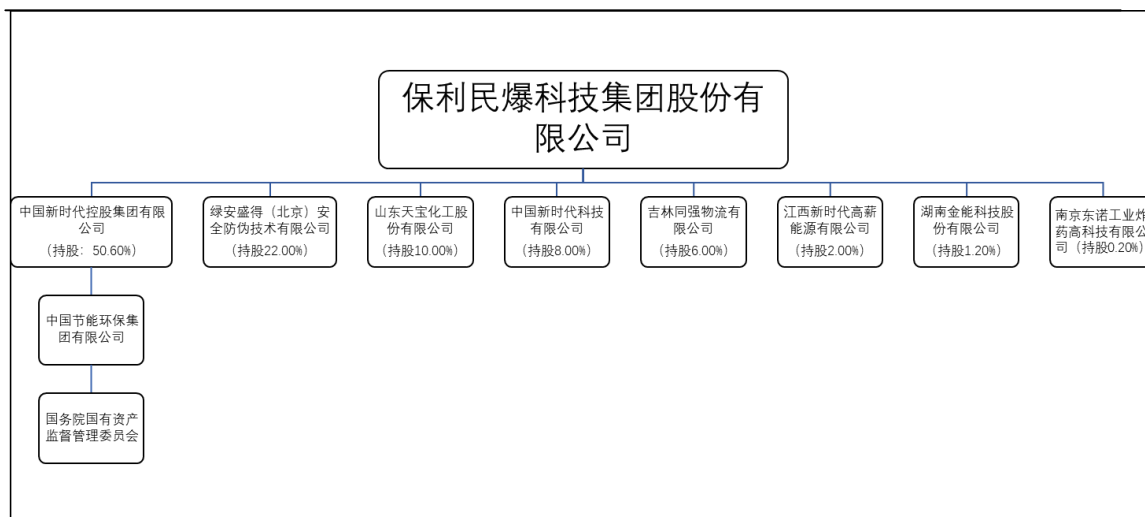 保利民爆科技集团股份有
限公司
中国新时代控股集团有限
公司
（持股：50.60%）
绿安盛得（北京）安
全防伪技术有限公司
（持股22.00%）
山东天宝化工股
份有限公司
（持股10.00%）
中国新时代科技
有限公司
（持股8.00%）
吉林同强物流有
限公司
（持股6.00%）
江西新时代高薪
能源有限公司
（持股2.00%）
湖南金能科技股
份有限公司
（持股1.20%）
南京东诺工业炸
药高科技有限公
司（持股0.20%）
中国节能环保集
团有限公司
国务院国有资产
监督管理委员会